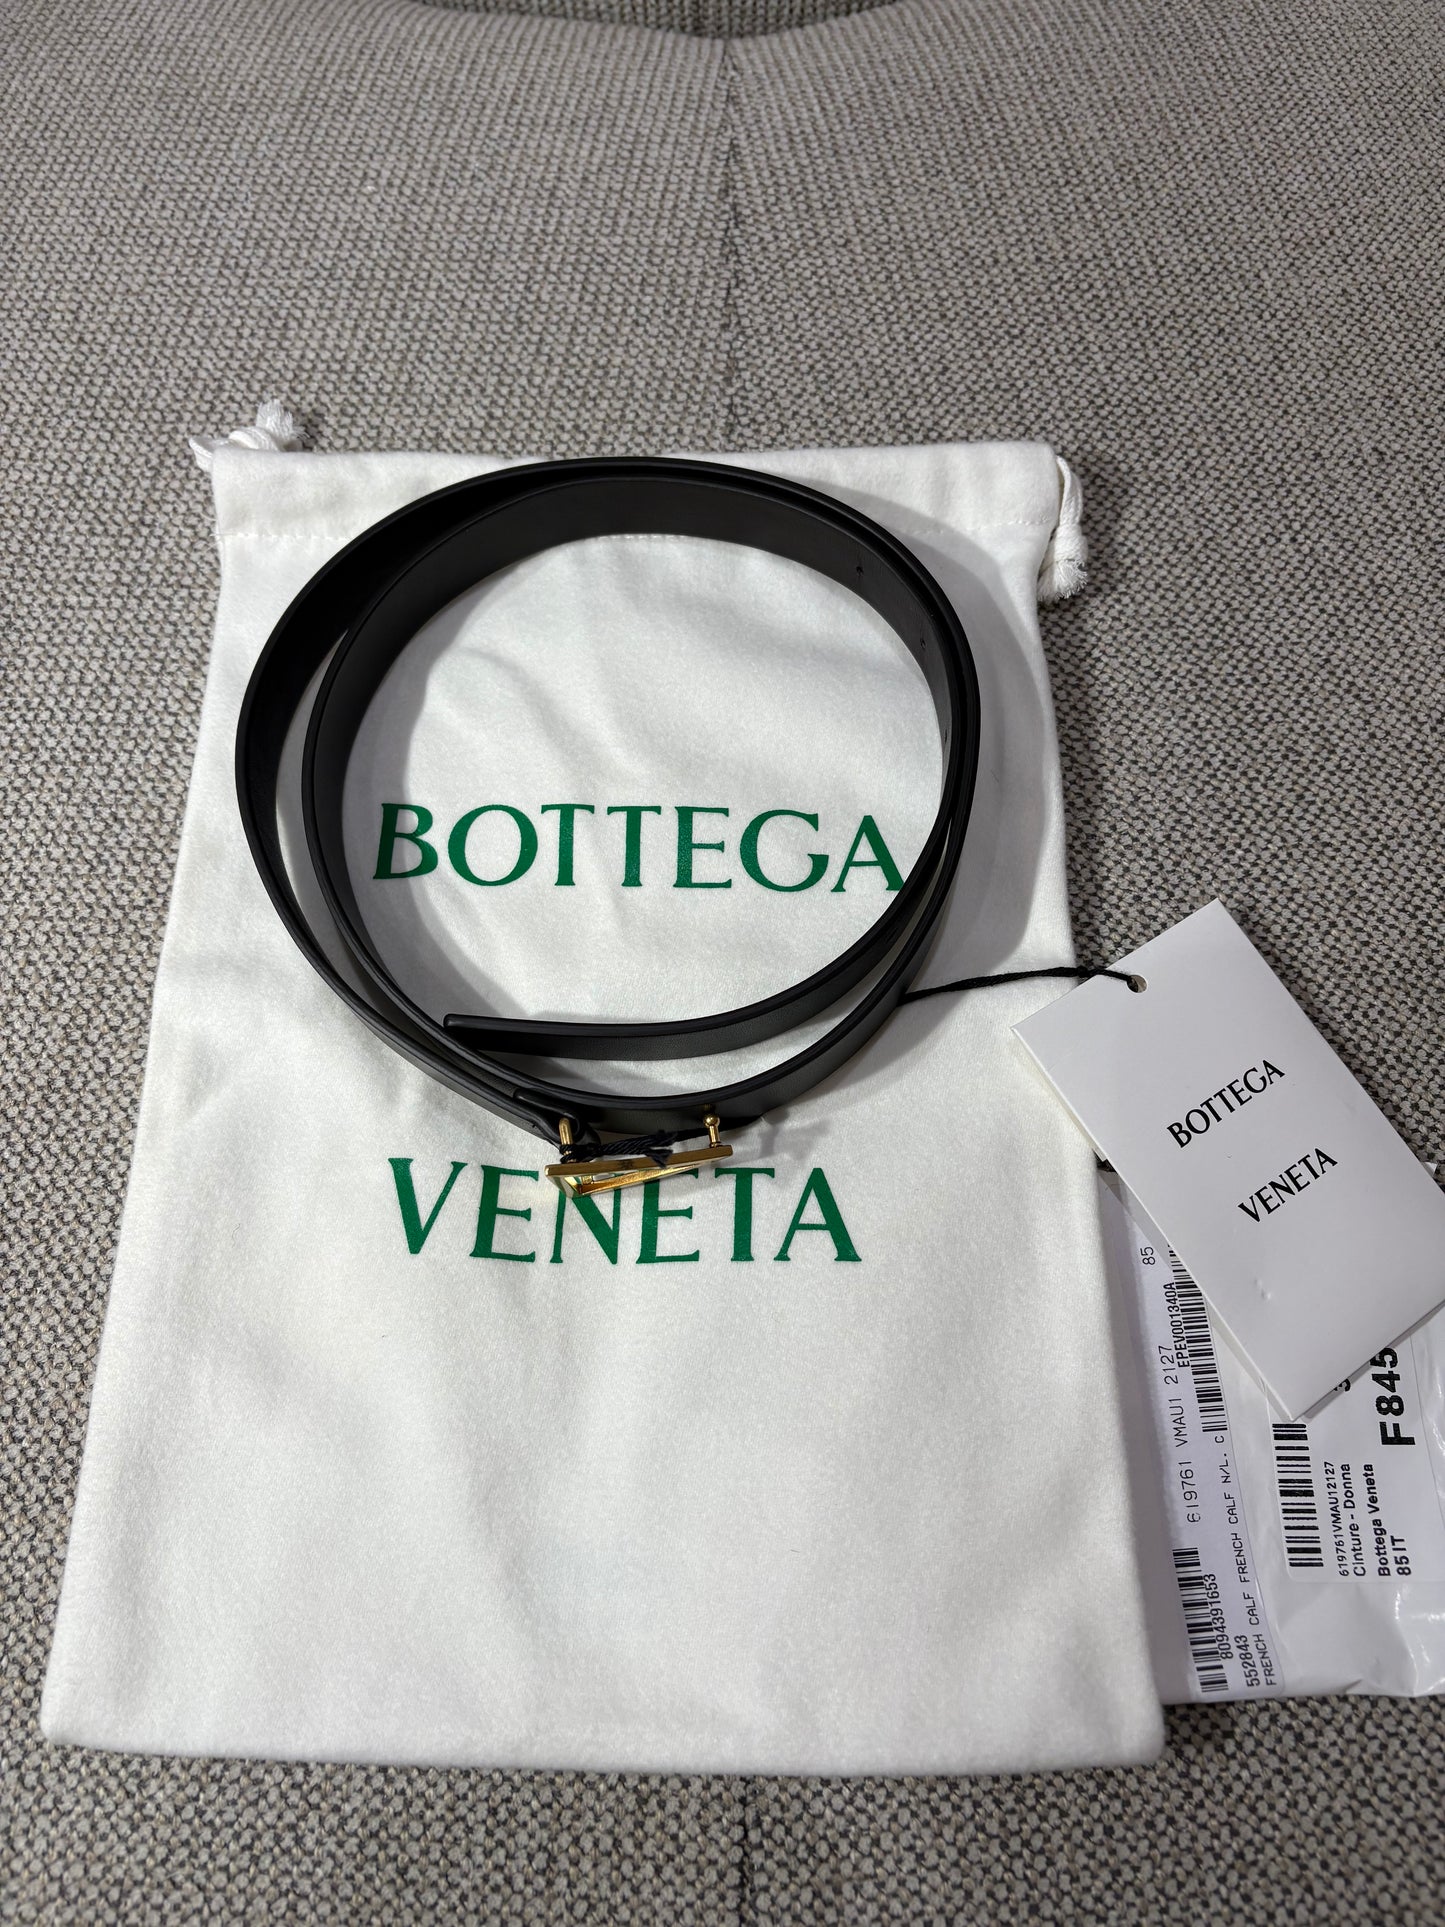 BOTTEGA
VENETA
BOTTEGA
VENETA
85
619761 VMAU1 2127
EPEV001340A
8094391653
552843 CALF FRENCH CALF N/L. C
FRENCH CALF
F845
619761VMAU12127
Cinture - Donna
Bottega Veneta
85 IT